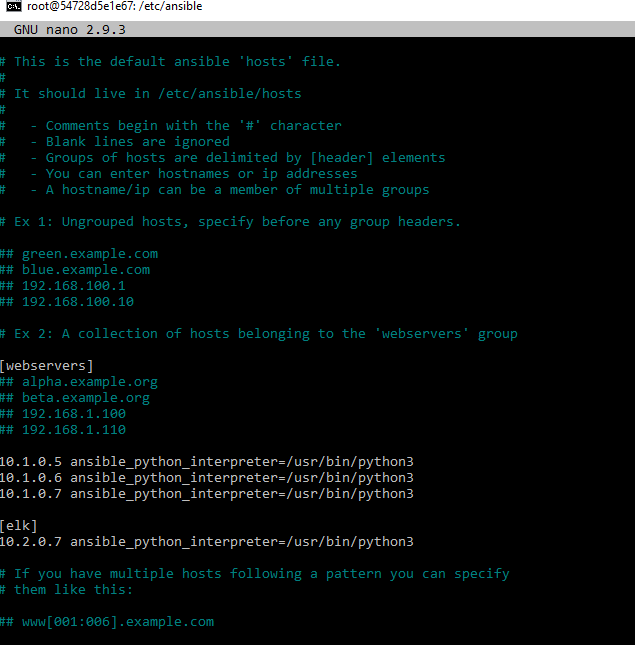 root@54728d5e1e67: /etc/ansible
GNU nano 2.9.3
# This is the default ansible 'hosts' file.
#
# It should live in /etc/ansible/hosts
#
#   - Comments begin with the '#' character
#   - Blank lines are ignored
#   - Groups of hosts are delimited by [header] elements
#   - You can enter hostnames or ip addresses
#   - A hostname/ip can be a member of multiple groups
# Ex 1: Ungrouped hosts, specify before any group headers.
## green.example.com
## blue.example.com
## 192.168.100.1
## 192.168.100.10
# Ex 2: A collection of hosts belonging to the 'webservers' group
[webservers]
## alpha.example.org
## beta.example.org
## 192.168.1.100
## 192.168.1.110
10.1.0.5 ansible_python_interpreter=/usr/bin/python3
10.1.0.6 ansible_python_interpreter=/usr/bin/python3
10.1.0.7 ansible_python_interpreter=/usr/bin/python3
[elk]
10.2.0.7 ansible_python_interpreter=/usr/bin/python3
# If you have multiple hosts following a pattern you can specify
# them like this:
## www[001:006].example.com